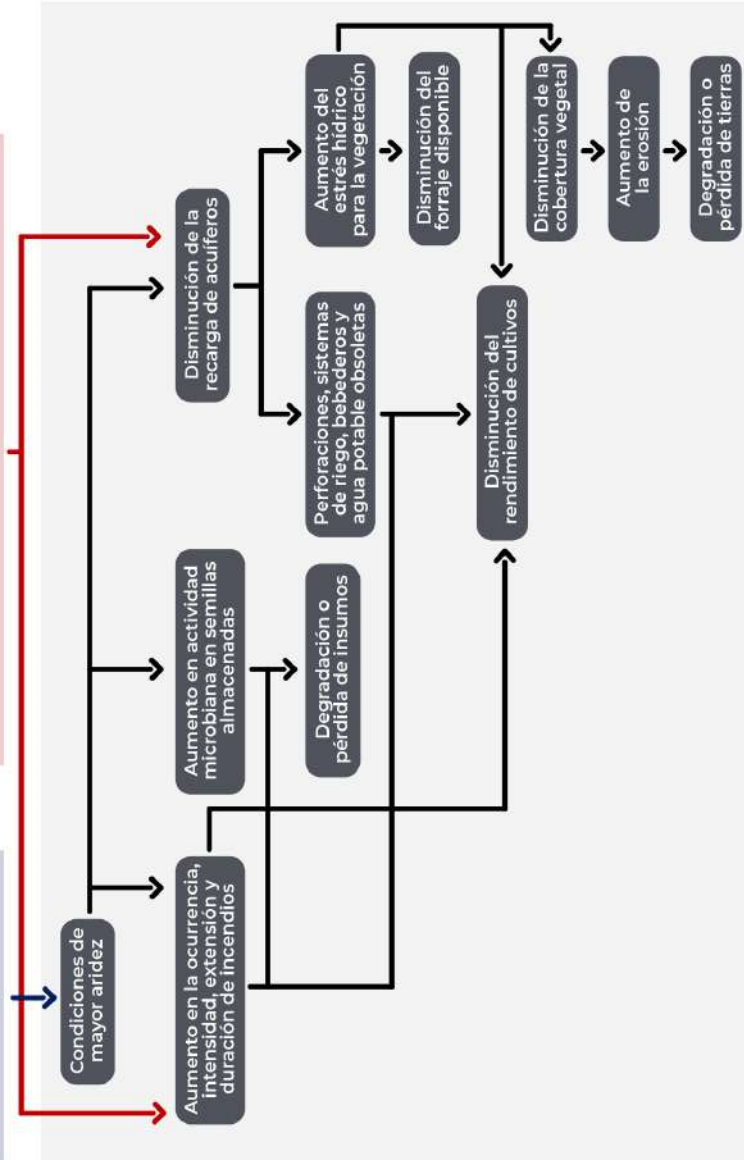 Condiciones de
mayor aridez
Aumento en la ocurrencia,
intensidad, extensión y
duración de incendios
Aumento en actividad
microbiana en semillas
almacenadas
Disminución de la
recarga de acuíferos
Degradación o
pérdida de insumos
Perforaciones, sistemas
de riego, bebederos y
agua potable obsoletas
Aumento del
estrés hídrico
para la vegetación
Disminución del
forraje disponible
Disminución del
rendimiento de cultivos
Disminución de la
cobertura vegetal
Aumento de
la erosión
Degradación o
pérdida de tierras